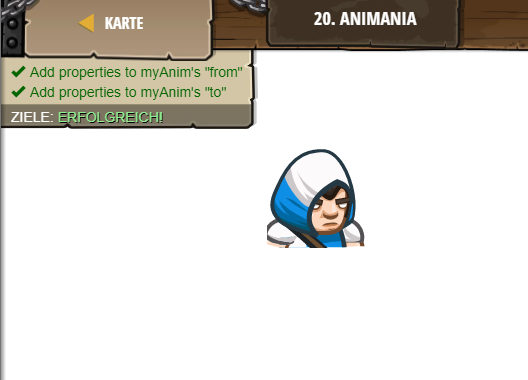 KARTE
20. ANIMANIA
Add properties to myAnim's "from"
Add properties to myAnim's "to"
ZIELE: ERFOLGREICH!